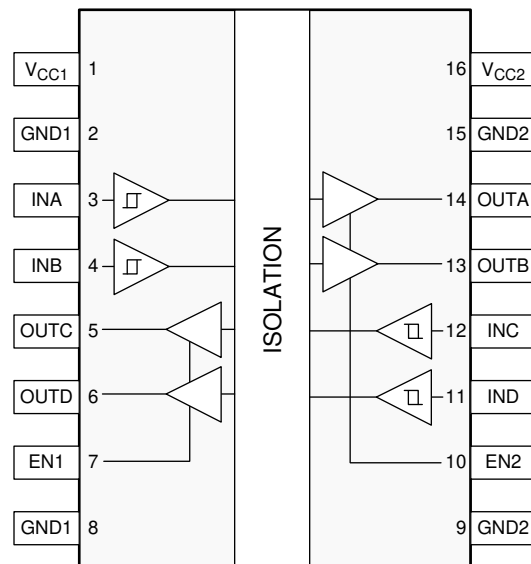 VCC1 1 16 VCC2
GND1 2 15 GND2
INA 3 14 OUTA
INB 4 13 OUTB
ISOLATION
OUTC 5 12 INC
OUTD 6 11 IND
EN1 7 10 EN2
GND1 8 9 GND2